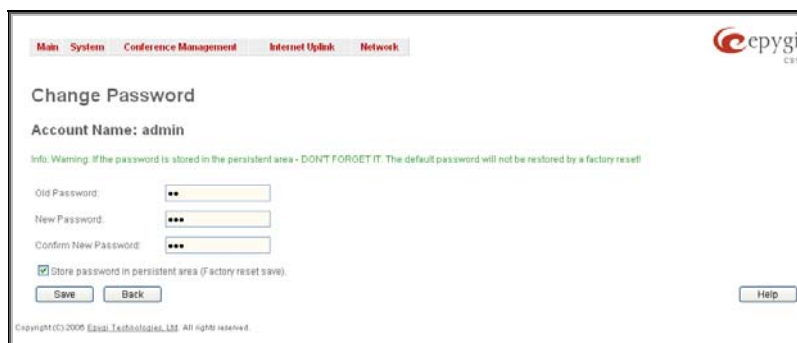 Main System Conference Management Internet Uplink Network
epygi
Change Password
Account Name: admin
Info: Warning: If the password is stored in the persistent area - DON'T FORGET IT. The default password will not be restored by a factory reset!
Old Password: ••
New Password: •••
Confirm New Password: •••
Store password in persistent area (Factory reset save).
Save Back Help
Copyright (C) 2006 Epygi Technologies, Ltd. All rights reserved.